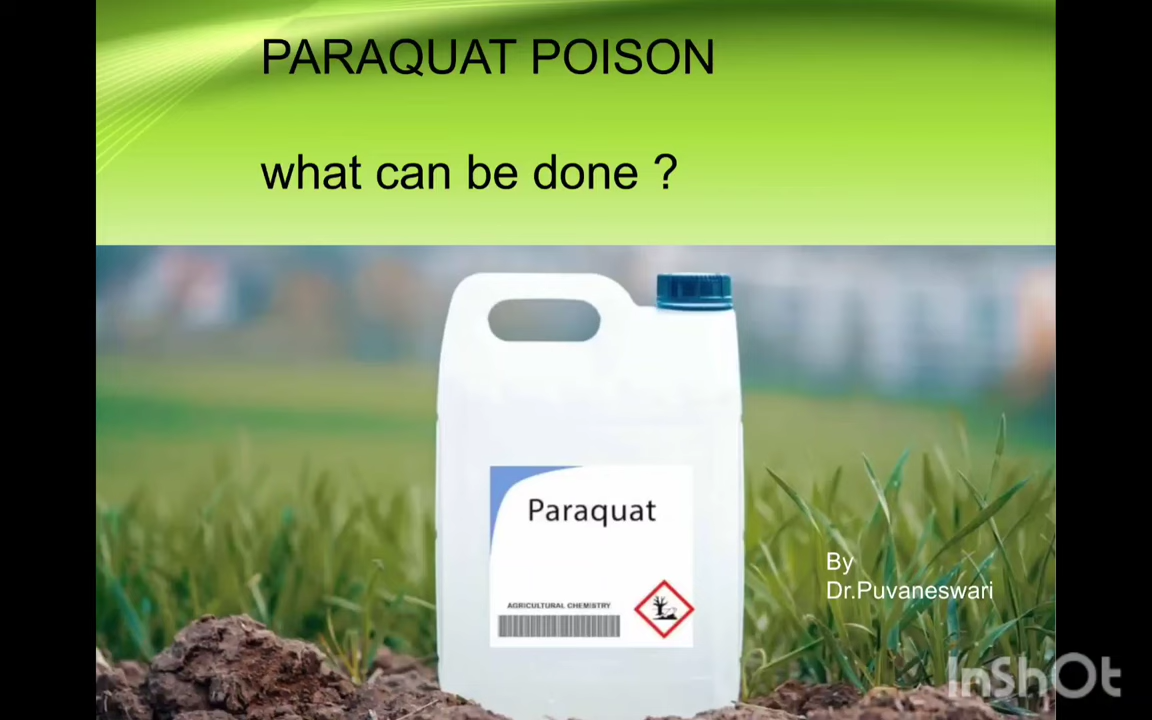 PARAQUAT POISON
what can be done ?
Paraquat
AGRICULTURAL CHEMISTRY
By
Dr.Puvaneswari
InShOt